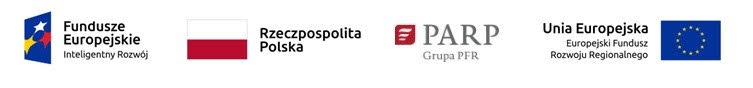 Fundusze
Europejskie
Inteligentny Rozwój
Rzeczpospolita
Polska
PARP
Grupa PFR
Unia Europejska
Europejski Fundusz
Rozwoju Regionalnego